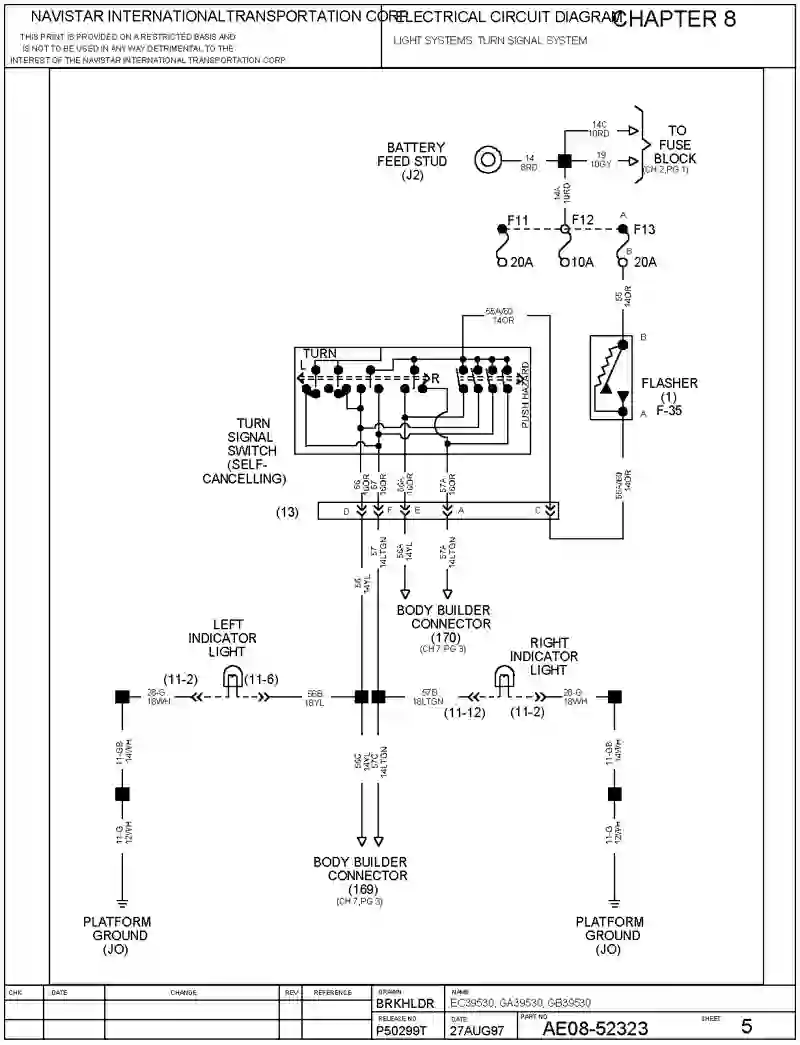 NAVISTAR INTERNATIONAL TRANSPORTATION CORP.
THIS PRINT IS PROVIDED ON A RESTRICTED BASIS AND
IS NOT TO BE USED IN ANY WAY DETRIMENTAL TO THE
INTEREST OF THE NAVISTAR INTERNATIONAL TRANSPORTATION CORP
ELECTRICAL CIRCUIT DIAGRAM
CHAPTER 8
LIGHT SYSTEMS TURN SIGNAL SYSTEM
BATTERY
FEED STUD
(J2)
14
8RD
14C
10RD
19
10GY
TO
FUSE
BLOCK
(CH 2,PG 1)
14A
10RD
F11
F12
A
F13
20A
10A
B
20A
55
14OR
55A/60
14OR
TURN
L
R
PUSH HAZARD
B
FLASHER
(1)
F-35
A
TURN
SIGNAL
SWITCH
(SELF-
CANCELLING)
56
16OR
57
16OR
56A
16OR
57A
16OR
55A/60
14OR
(13)
D
F
E
A
C
56
14YL
57
14LTGN
56A
14YL
57A
14LTGN
BODY BUILDER
CONNECTOR
(170)
(CH 7 PG 3)
LEFT
INDICATOR
LIGHT
RIGHT
INDICATOR
LIGHT
(11-2)
(11-6)
28-G
18WH
56B
18YL
57B
18LTGN
(11-12)
(11-2)
28-G
18WH
11-GB
14WH
56C
14YL
57C
14LTGN
11-GB
14WH
11-G
12WH
11-G
12WH
BODY BUILDER
CONNECTOR
(169)
(CH 7,PG 3)
PLATFORM
GROUND
(JO)
PLATFORM
GROUND
(JO)
CHK
DATE
CHANGE
REV
REFERENCE
DRAWN
BRKHLDR
NAME
EC39530, GA39530, GB39530
RELEASE NO
P50299T
DATE
27AUG97
PART NO
AE08-52323
SHEET
5